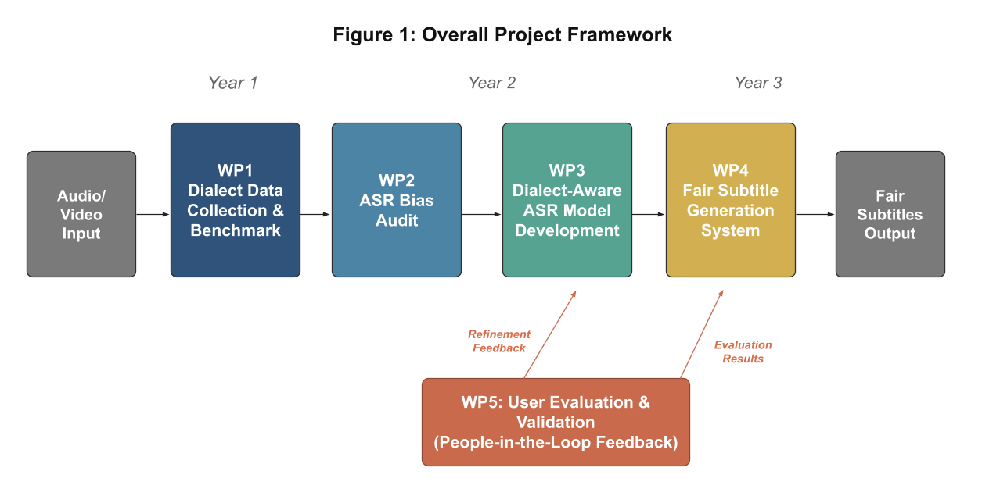 Figure 1: Overall Project Framework
Year 1
Year 2
Year 3
Audio/
Video
Input
WP1
Dialect Data
Collection &
Benchmark
WP2
ASR Bias
Audit
WP3
Dialect-Aware
ASR Model
Development
WP4
Fair Subtitle
Generation
System
Fair
Subtitles
Output
Refinement
Feedback
Evaluation
Results
WP5: User Evaluation &
Validation
(People-in-the-Loop Feedback)